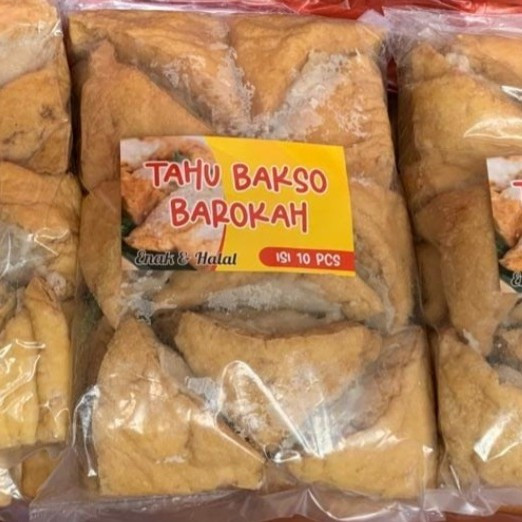 TAHU BAKSO
BAROKAH
Enak & Halal
ISI 10 PCS